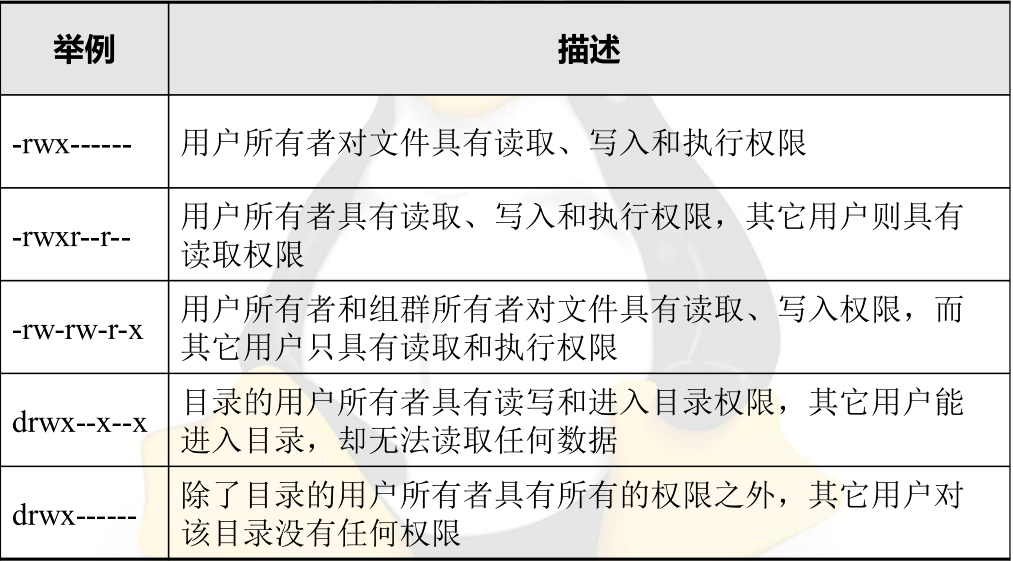 举例
描述
-rwx------
用户所有者对文件具有读取、写入和执行权限
-rwxr--r--
用户所有者具有读取、写入和执行权限，其它用户则具有
读取权限
-rw-rw-r-x
用户所有者和组群所有者对文件具有读取、写入权限，而
其它用户只具有读取和执行权限
drwx--x--x
目录的用户所有者具有读写和进入目录权限，其它用户能
进入目录，却无法读取任何数据
drwx------
除了目录的用户所有者具有所有的权限之外，其它用户对
该目录没有任何权限